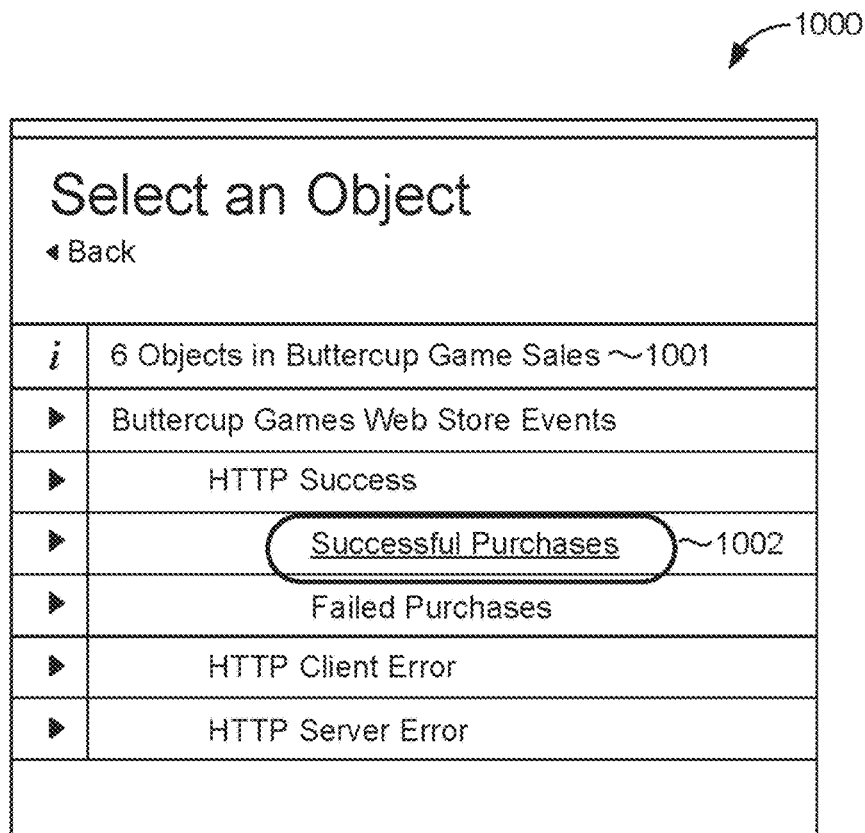 1000
Select an Object
Back
i 6 Objects in Buttercup Game Sales 1001
Buttercup Games Web Store Events
HTTP Success
Successful Purchases 1002
Failed Purchases
HTTP Client Error
HTTP Server Error